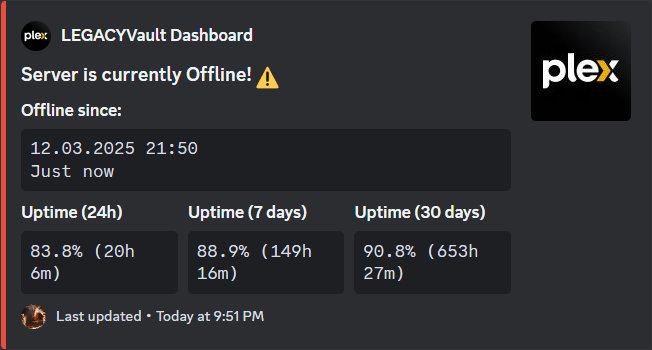 plex LEGACYVault Dashboard
plex
Server is currently Offline! ⚠️
Offline since:
12.03.2025 21:50
Just now
Uptime (24h) Uptime (7 days) Uptime (30 days)
83.8% (20h 88.9% (149h 90.8% (653h
6m) 16m) 27m)
Last updated • Today at 9:51 PM